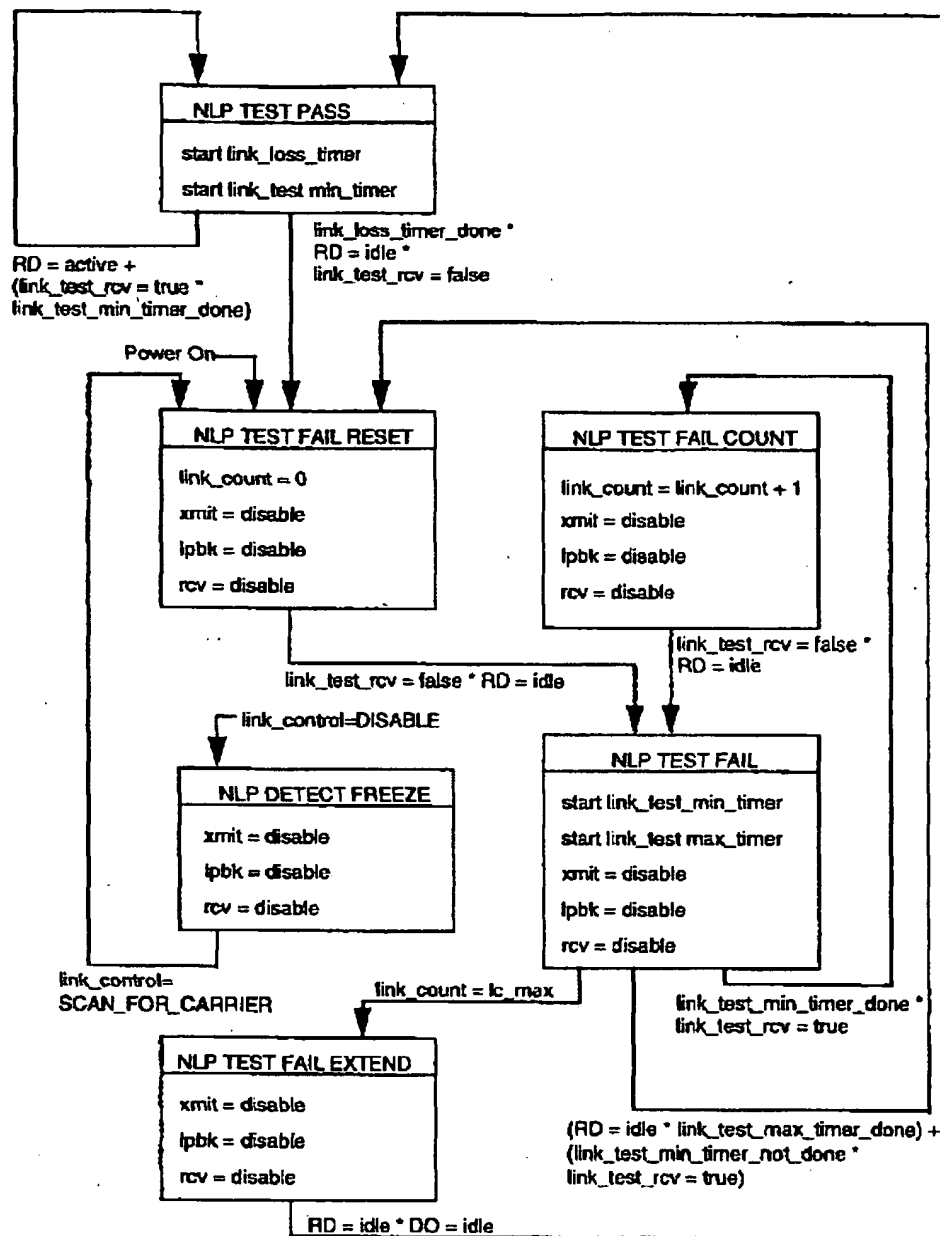 NLP TEST PASS
start link_loss_timer
start link_test min_timer
link_loss_timer_done *
RD = idle *
link_test_rcv = false
RD = active +
(link_test_rcv = true *
link_test_min_timer_done)
Power On
NLP TEST FAIL RESET
link_count = 0
xmit = disable
lpbk = disable
rcv = disable
NLP TEST FAIL COUNT
link_count = link_count + 1
xmit = disable
lpbk = disable
rcv = disable
link_test_rcv = false *
RD = idle
link_test_rcv = false * RD = idle
link_control=DISABLE
NLP DETECT FREEZE
xmit = disable
lpbk = disable
rcv = disable
NLP TEST FAIL
start link_test_min_timer
start link_test max_timer
xmit = disable
lpbk = disable
rcv = disable
link_control=
SCAN_FOR_CARRIER
link_count = lc_max
link_test_min_timer_done *
link_test_rcv = true
NLP TEST FAIL EXTEND
xmit = disable
lpbk = disable
rcv = disable
(RD = idle * link_test_max_timer_done) +
(link_test_min_timer_not_done *
link_test_rcv = true)
RD = idle * DO = idle